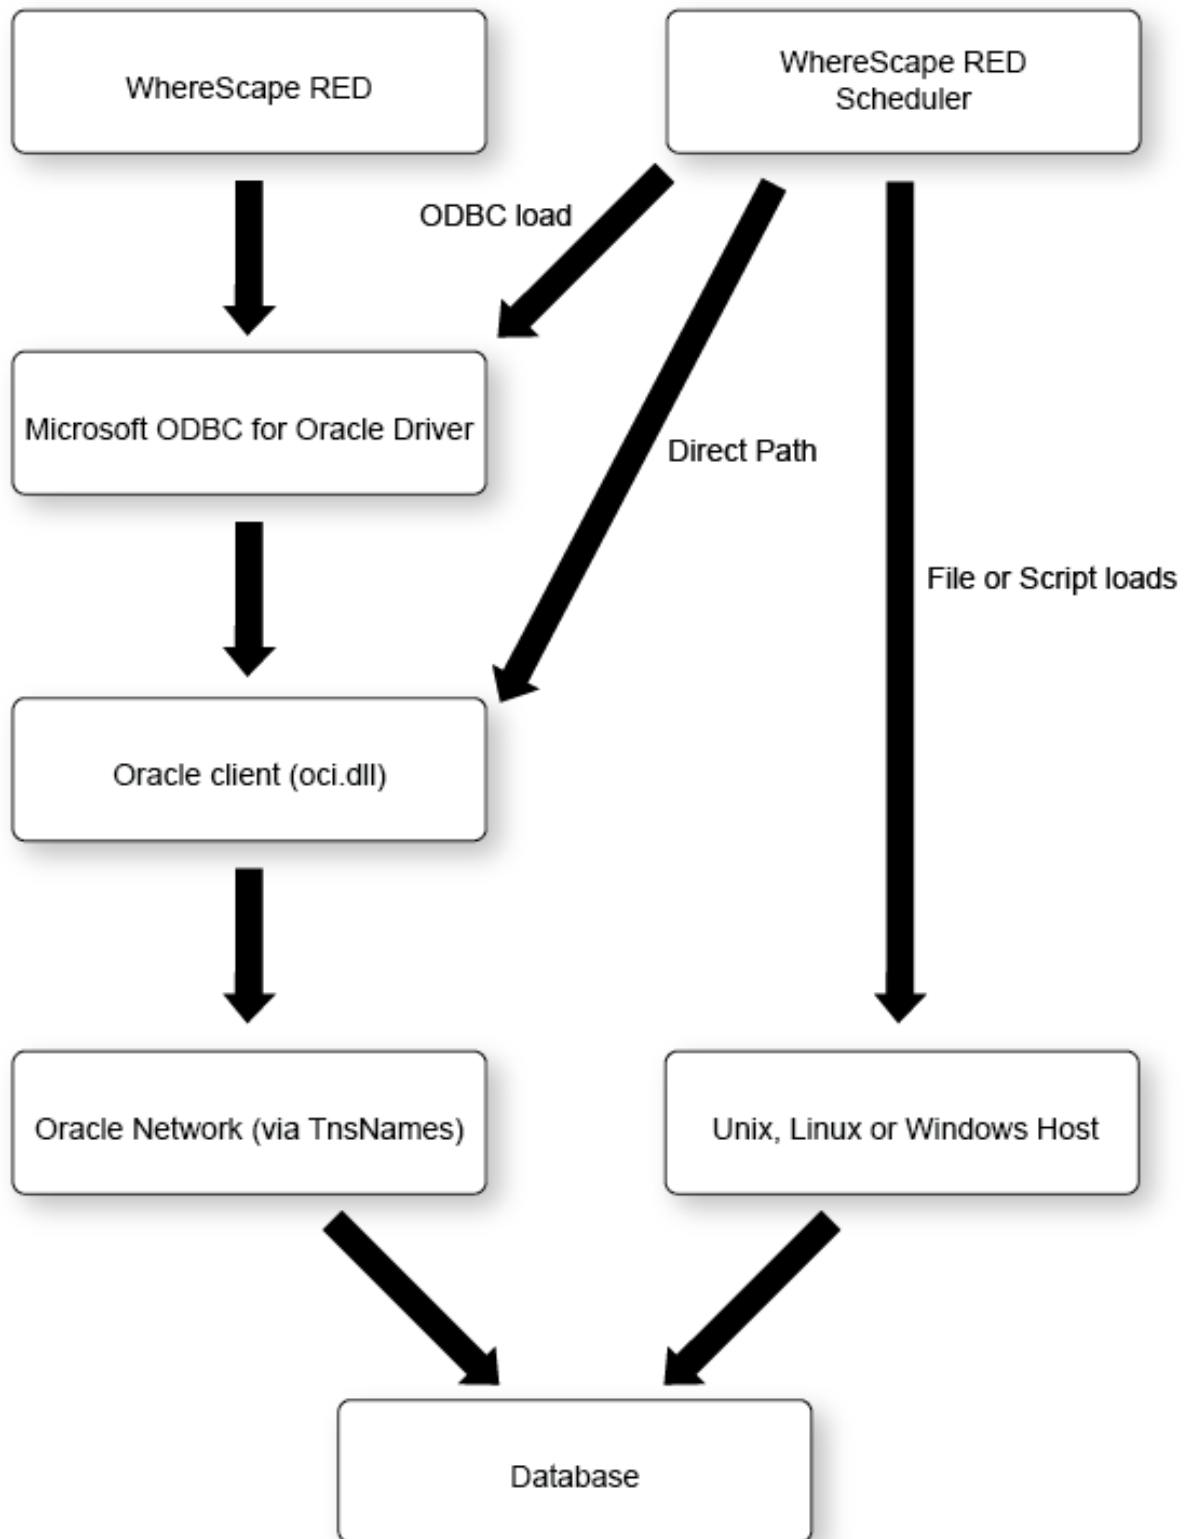 WhereScape RED
WhereScape RED
Scheduler
ODBC load
Microsoft ODBC for Oracle Driver
Direct Path
File or Script loads
Oracle client (oci.dll)
Oracle Network (via TnsNames)
Unix, Linux or Windows Host
Database